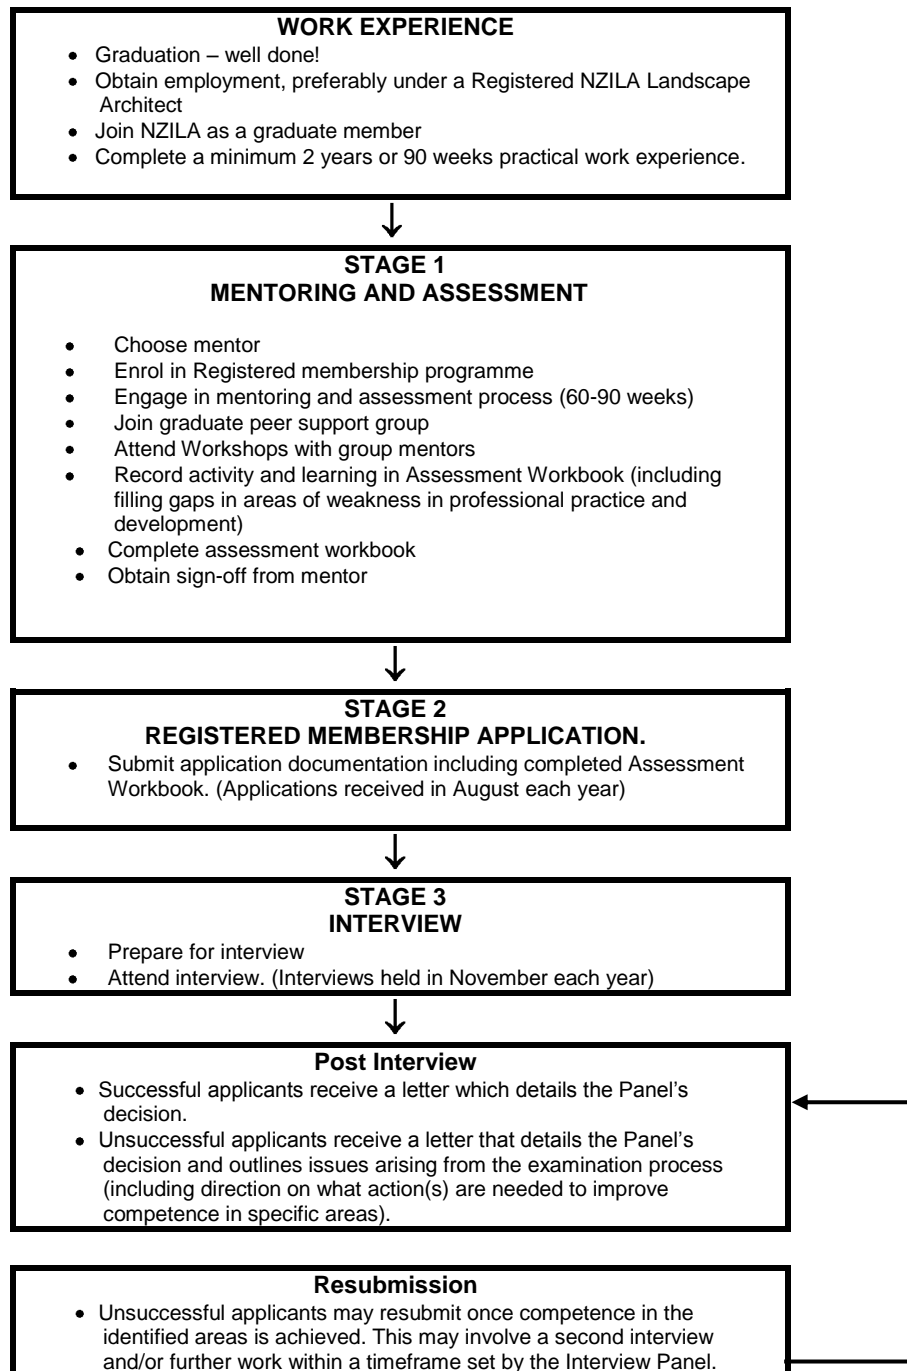 WORK EXPERIENCE
• Graduation – well done!
• Obtain employment, preferably under a Registered NZILA Landscape
Architect
• Join NZILA as a graduate member
• Complete a minimum 2 years or 90 weeks practical work experience.
STAGE 1
MENTORING AND ASSESSMENT
• Choose mentor
• Enrol in Registered membership programme
• Engage in mentoring and assessment process (60-90 weeks)
• Join graduate peer support group
• Attend Workshops with group mentors
• Record activity and learning in Assessment Workbook (including
filling gaps in areas of weakness in professional practice and
development)
• Complete assessment workbook
• Obtain sign-off from mentor
STAGE 2
REGISTERED MEMBERSHIP APPLICATION.
• Submit application documentation including completed Assessment
Workbook. (Applications received in August each year)
STAGE 3
INTERVIEW
• Prepare for interview
• Attend interview. (Interviews held in November each year)
Post Interview
• Successful applicants receive a letter which details the Panel's
decision.
• Unsuccessful applicants receive a letter that details the Panel's
decision and outlines issues arising from the examination process
(including direction on what action(s) are needed to improve
competence in specific areas).
Resubmission
• Unsuccessful applicants may resubmit once competence in the
identified areas is achieved. This may involve a second interview
and/or further work within a timeframe set by the Interview Panel.